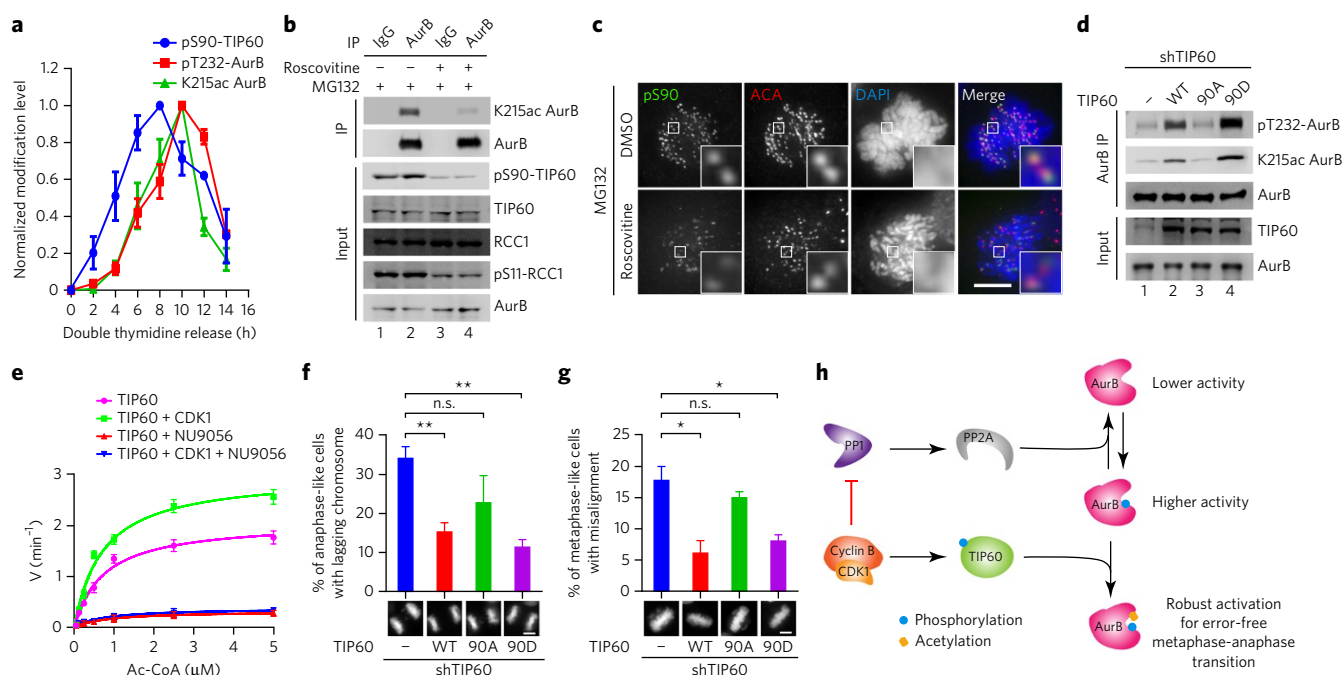 a
pS90-TIP60
pT232-AurB
K215ac AurB
Normalized modification level
1.0
0.8
0.6
0.4
0.2
0
0 2 4 6 8 10 12 14 16
Double thymidine release (h)
b
IP IgG AurB IgG AurB
Roscovitine – – + +
MG132 + + + +
IP
K215ac AurB
AurB
Input
pS90-TIP60
TIP60
RCC1
pS11-RCC1
AurB
1 2 3 4
c
pS90 ACA DAPI Merge
MG132
DMSO
Roscovitine
d
shTIP60
TIP60 – WT 90A 90D
AurB IP
pT232-AurB
K215ac AurB
AurB
Input
TIP60
AurB
1 2 3 4
e
TIP60
TIP60 + CDK1
TIP60 + NU9056
TIP60 + CDK1 + NU9056
V (min⁻¹)
3
2
1
0
0 1 2 3 4 5
Ac-CoA (μM)
f
% of anaphase-like cells
with lagging chromosome
**
n.s.
**
40
30
20
10
0
TIP60 – WT 90A 90D
shTIP60
g
% of metaphase-like cells
with misalignment
*
n.s.
*
25
20
15
10
5
0
TIP60 – WT 90A 90D
shTIP60
h
AurB Lower activity
PP1 PP2A
AurB Higher activity
Cyclin B
CDK1
TIP60
AurB
Robust activation
for error-free
metaphase-anaphase
transition
Phosphorylation
Acetylation